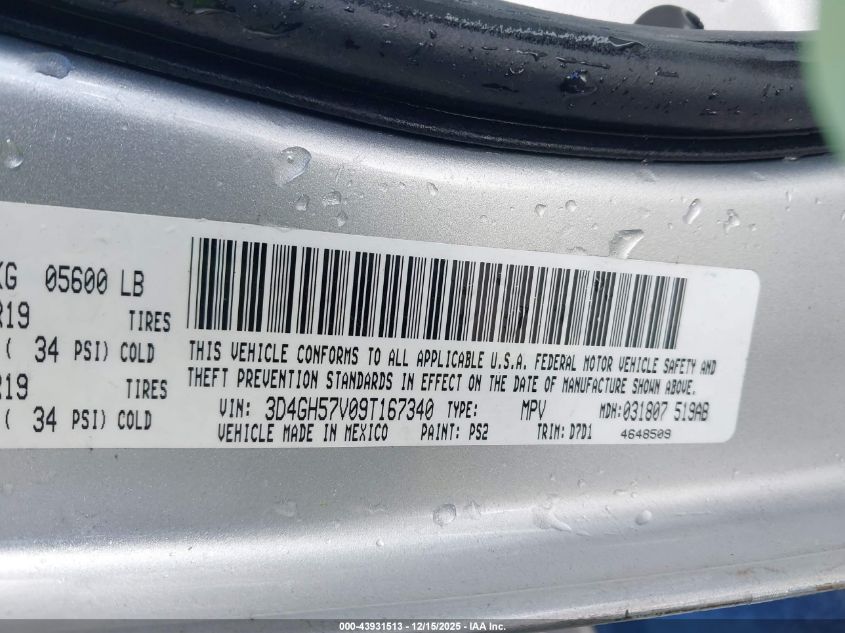 KG 05600 LB
R19 TIRES
( 34 PSI) COLD
R19 TIRES
( 34 PSI) COLD
THIS VEHICLE CONFORMS TO ALL APPLICABLE U.S.A. FEDERAL MOTOR VEHICLE SAFETY AND
THEFT PREVENTION STANDARDS IN EFFECT ON THE DATE OF MANUFACTURE SHOWN ABOVE.
VIN: 3D4GH57V09T167340 TYPE: MPV MDH:031807 519AB
VEHICLE MADE IN MEXICO PAINT: PS2 TRIM: D7D1 4648509
000-43931513 - 12/15/2025 - IAA Inc.